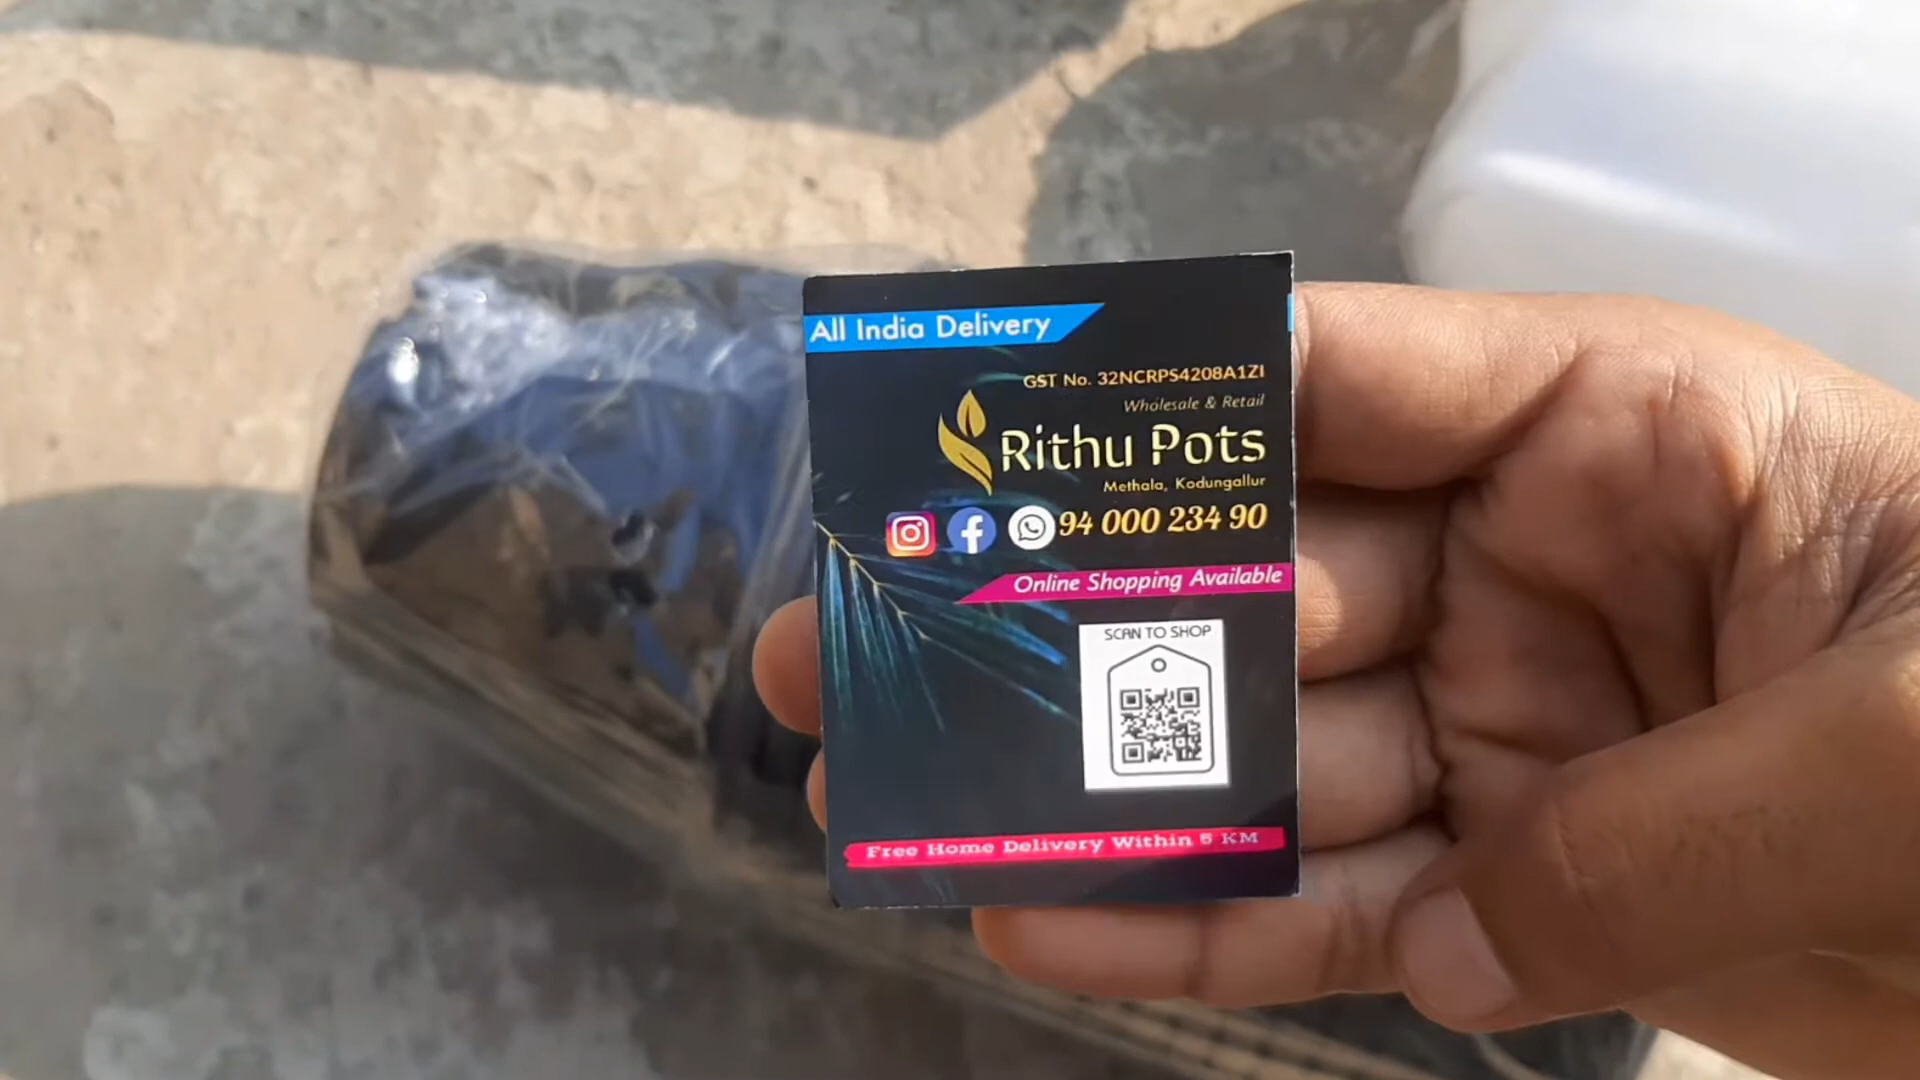 All India Delivery
GST No. 32NCRPS4208A1ZI
Wholesale & Retail
Rithu Pots
Methala, Kodungallur
94 000 234 90
Online Shopping Available
SCAN TO SHOP
Free Home Delivery Within 5 KM